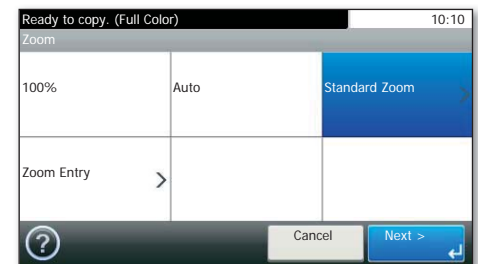 Ready to copy. (Full Color) 10:10
Zoom
100% Auto Standard Zoom >
Zoom Entry >
? Cancel Next >